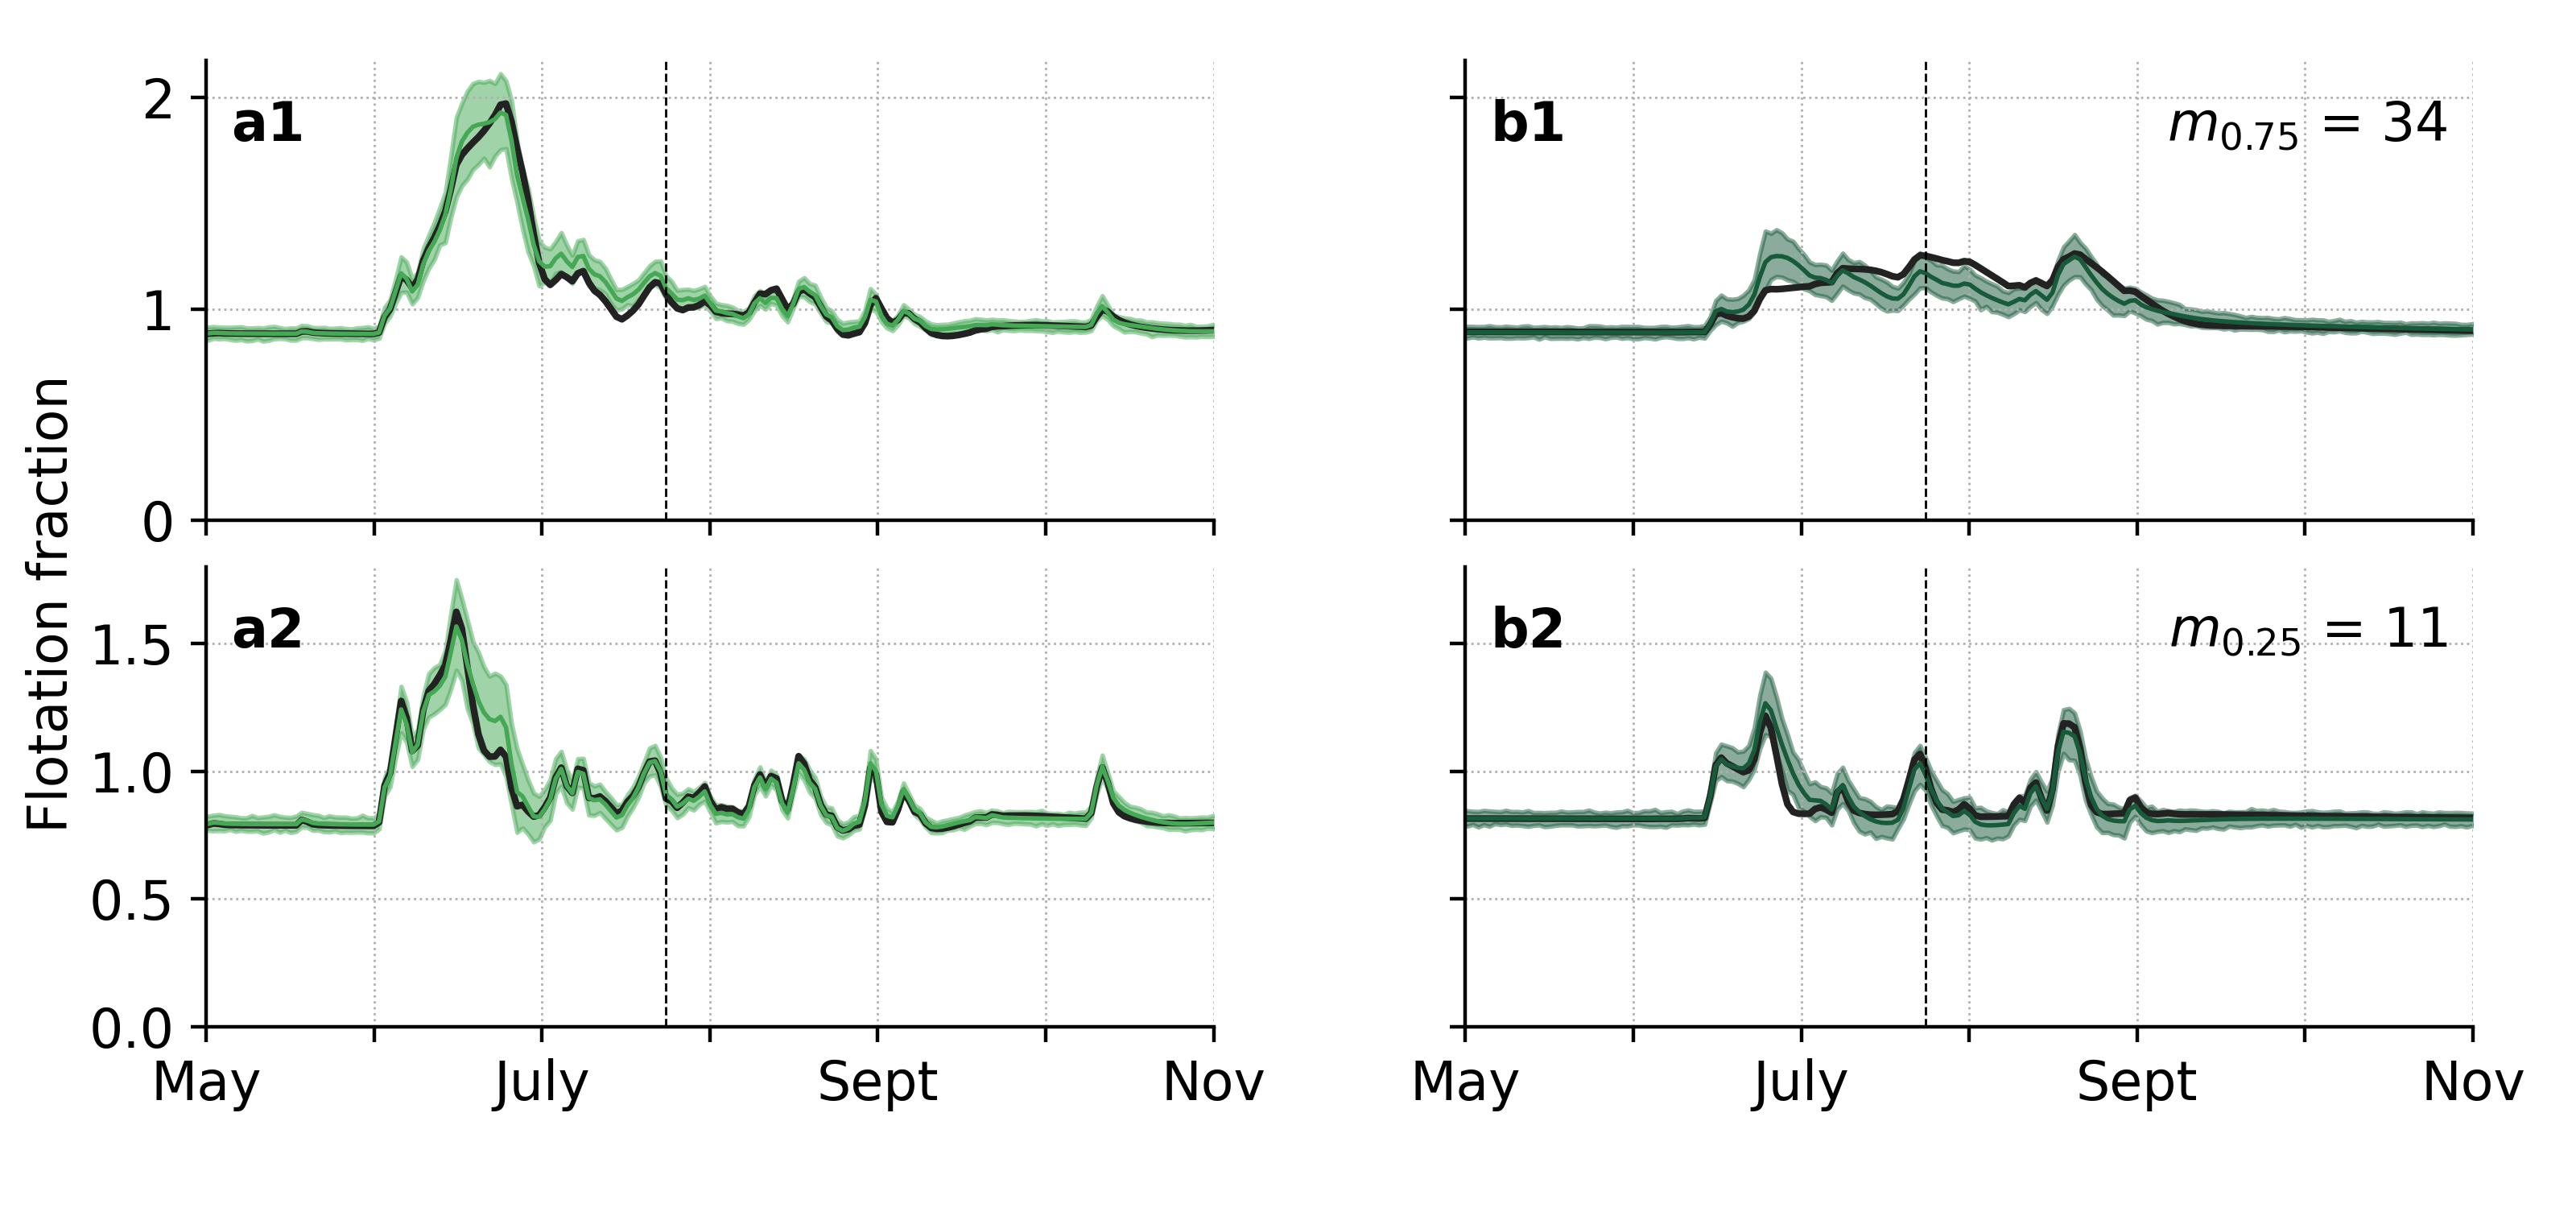 Flotation fraction
2
1
0
a1
b1
m0.75 = 34
1.5
1.0
0.5
0.0
a2
b2
m0.25 = 11
May July Sept Nov
May July Sept Nov